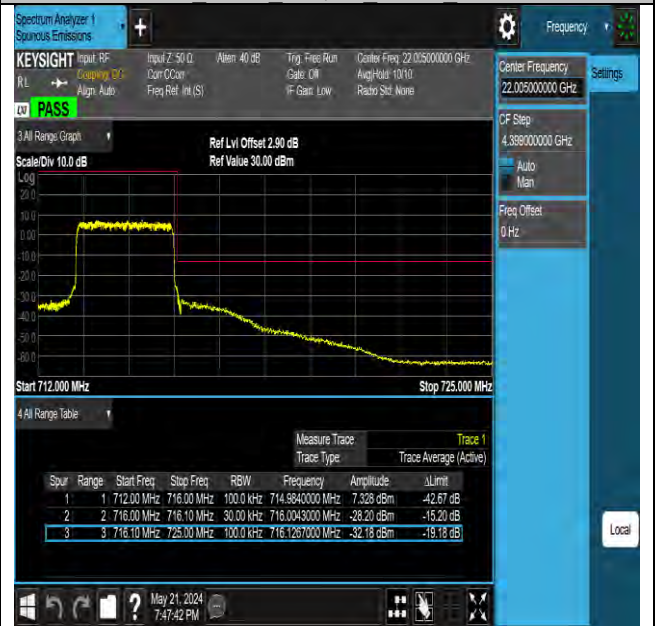 Spectrum Analyzer 1
Spurious Emissions
Frequency
KEYSIGHT Input: RF Input Z: 50 Ω Atten: 40 dB Trig: Free Run Center Freq: 22.005000000 GHz
RL Coupling: DC Corr CCorr Gate: Off Avg|Hold: 10/10
Align: Auto Freq Ref: Int (S) IF Gain: Low Radio Std: None
LXI PASS
Center Frequency
22.005000000 GHz
Settings
CF Step
4.399000000 GHz
Auto
Man
Freq Offset
0 Hz
3 All Range Graph
Ref Lvl Offset 2.90 dB
Scale/Div 10.0 dB Ref Value 30.00 dBm
Log
20.0
10.0
0.00
-10.0
-20.0
-30.0
-40.0
-50.0
-60.0
Start 712.000 MHz Stop 725.000 MHz
4 All Range Table
Measure Trace Trace 1
Trace Type Trace Average (Active)
Spur Range Start Freq Stop Freq RBW Frequency Amplitude ΔLimit
1 1 712.00 MHz 716.00 MHz 100.0 kHz 714.9840000 MHz 7.328 dBm -42.67 dB
2 2 716.00 MHz 716.10 MHz 30.00 kHz 716.0043000 MHz -28.20 dBm -15.20 dB
3 3 716.10 MHz 725.00 MHz 100.0 kHz 716.1267000 MHz -32.18 dBm -19.18 dB
Local
?
May 21, 2024
7:47:42 PM